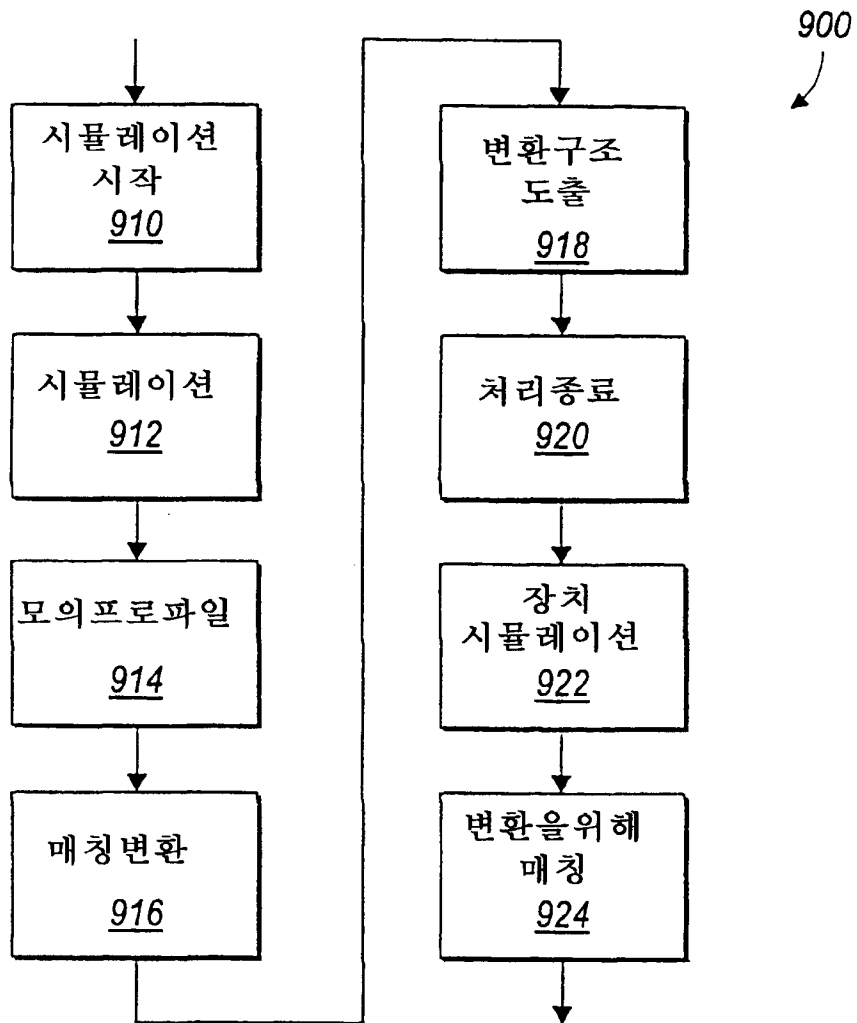 900
시뮬레이션
시작
910
시뮬레이션
912
모의프로파일
914
매칭변환
916
변환구조
도출
918
처리종료
920
장치
시뮬레이션
922
변환을위해
매칭
924